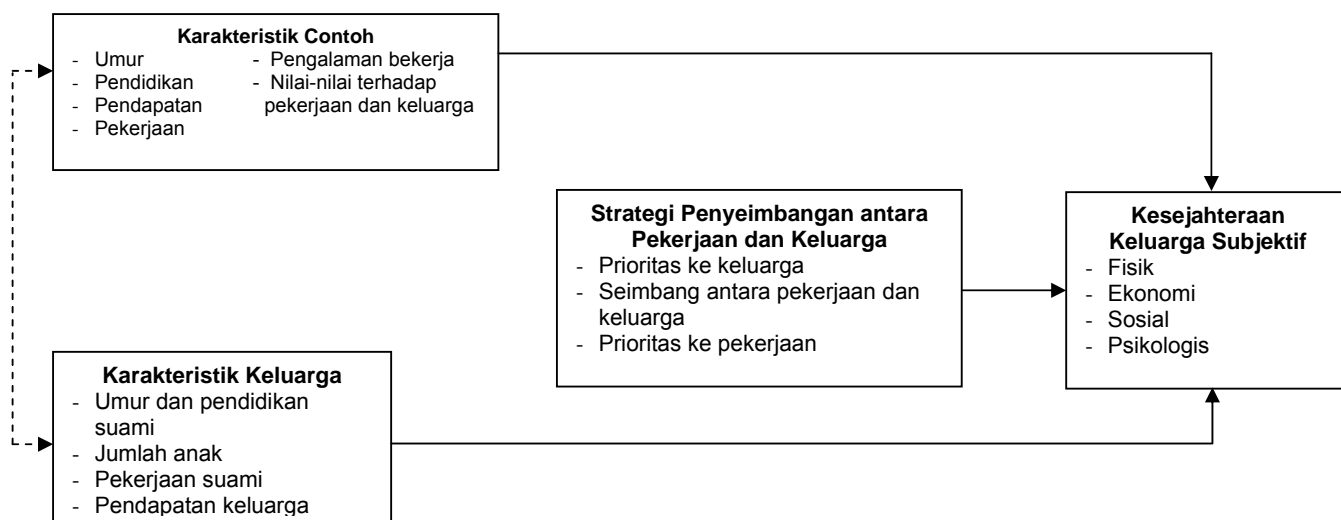 Karakteristik Contoh
- Umur
- Pendidikan
- Pendapatan
- Pekerjaan
- Pengalaman bekerja
- Nilai-nilai terhadap
pekerjaan dan keluarga
Strategi Penyeimbangan antara
Pekerjaan dan Keluarga
- Prioritas ke keluarga
- Seimbang antara pekerjaan dan
keluarga
- Prioritas ke pekerjaan
Kesejahteraan
Keluarga Subjektif
- Fisik
- Ekonomi
- Sosial
- Psikologis
Karakteristik Keluarga
- Umur dan pendidikan
suami
- Jumlah anak
- Pekerjaan suami
- Pendapatan keluarga